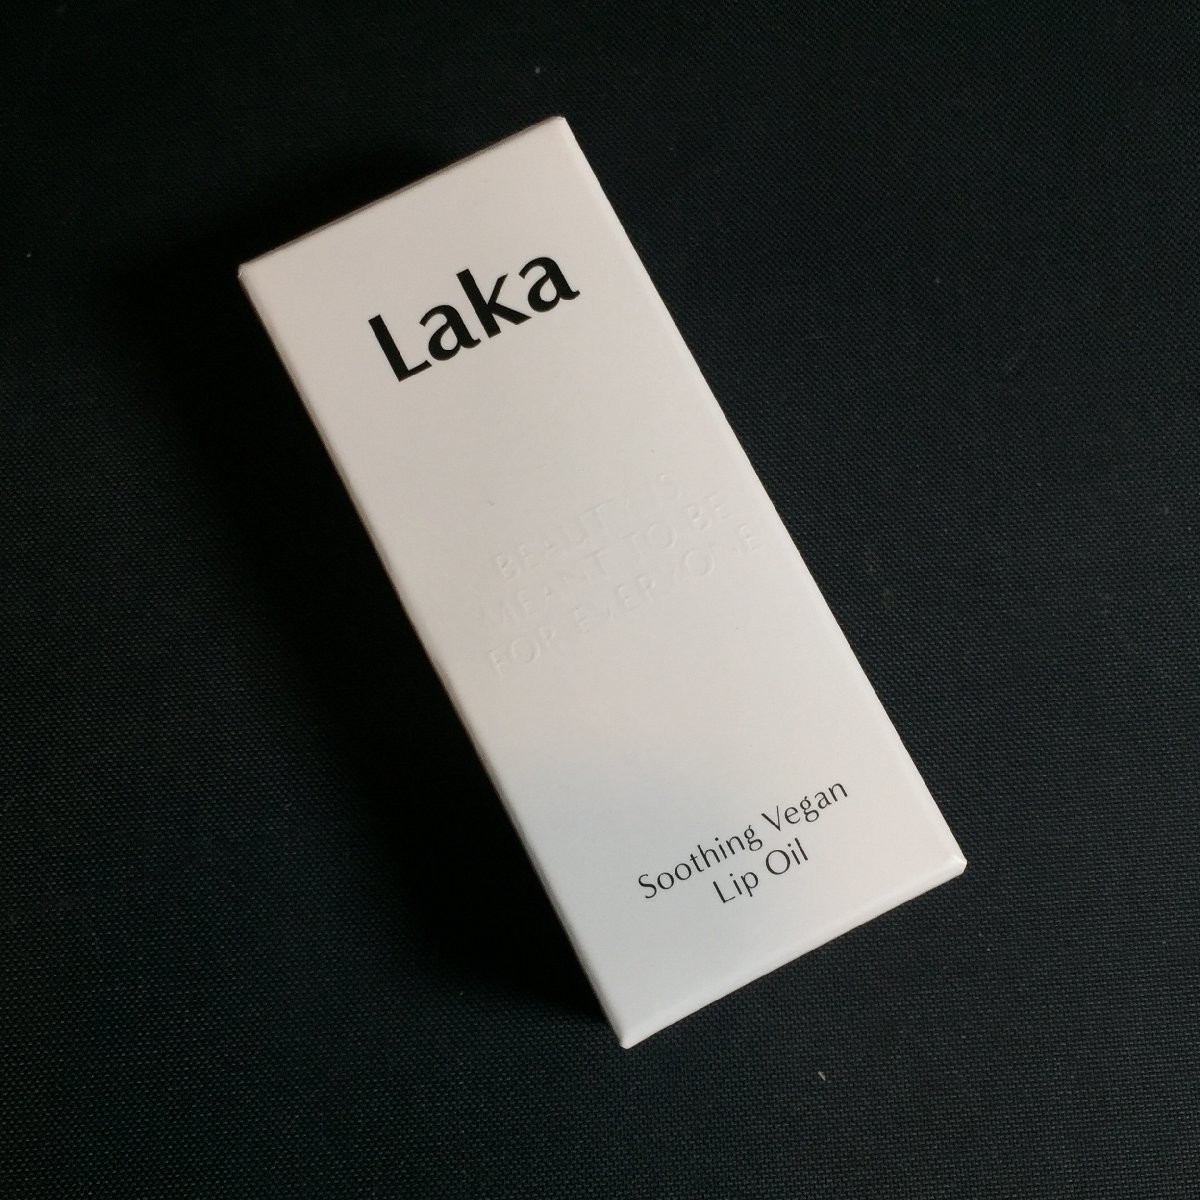 Laka
"BEAUTY IS
MEANT TO BE
FOR EVERYONE
Soothing Vegan
Lip Oil